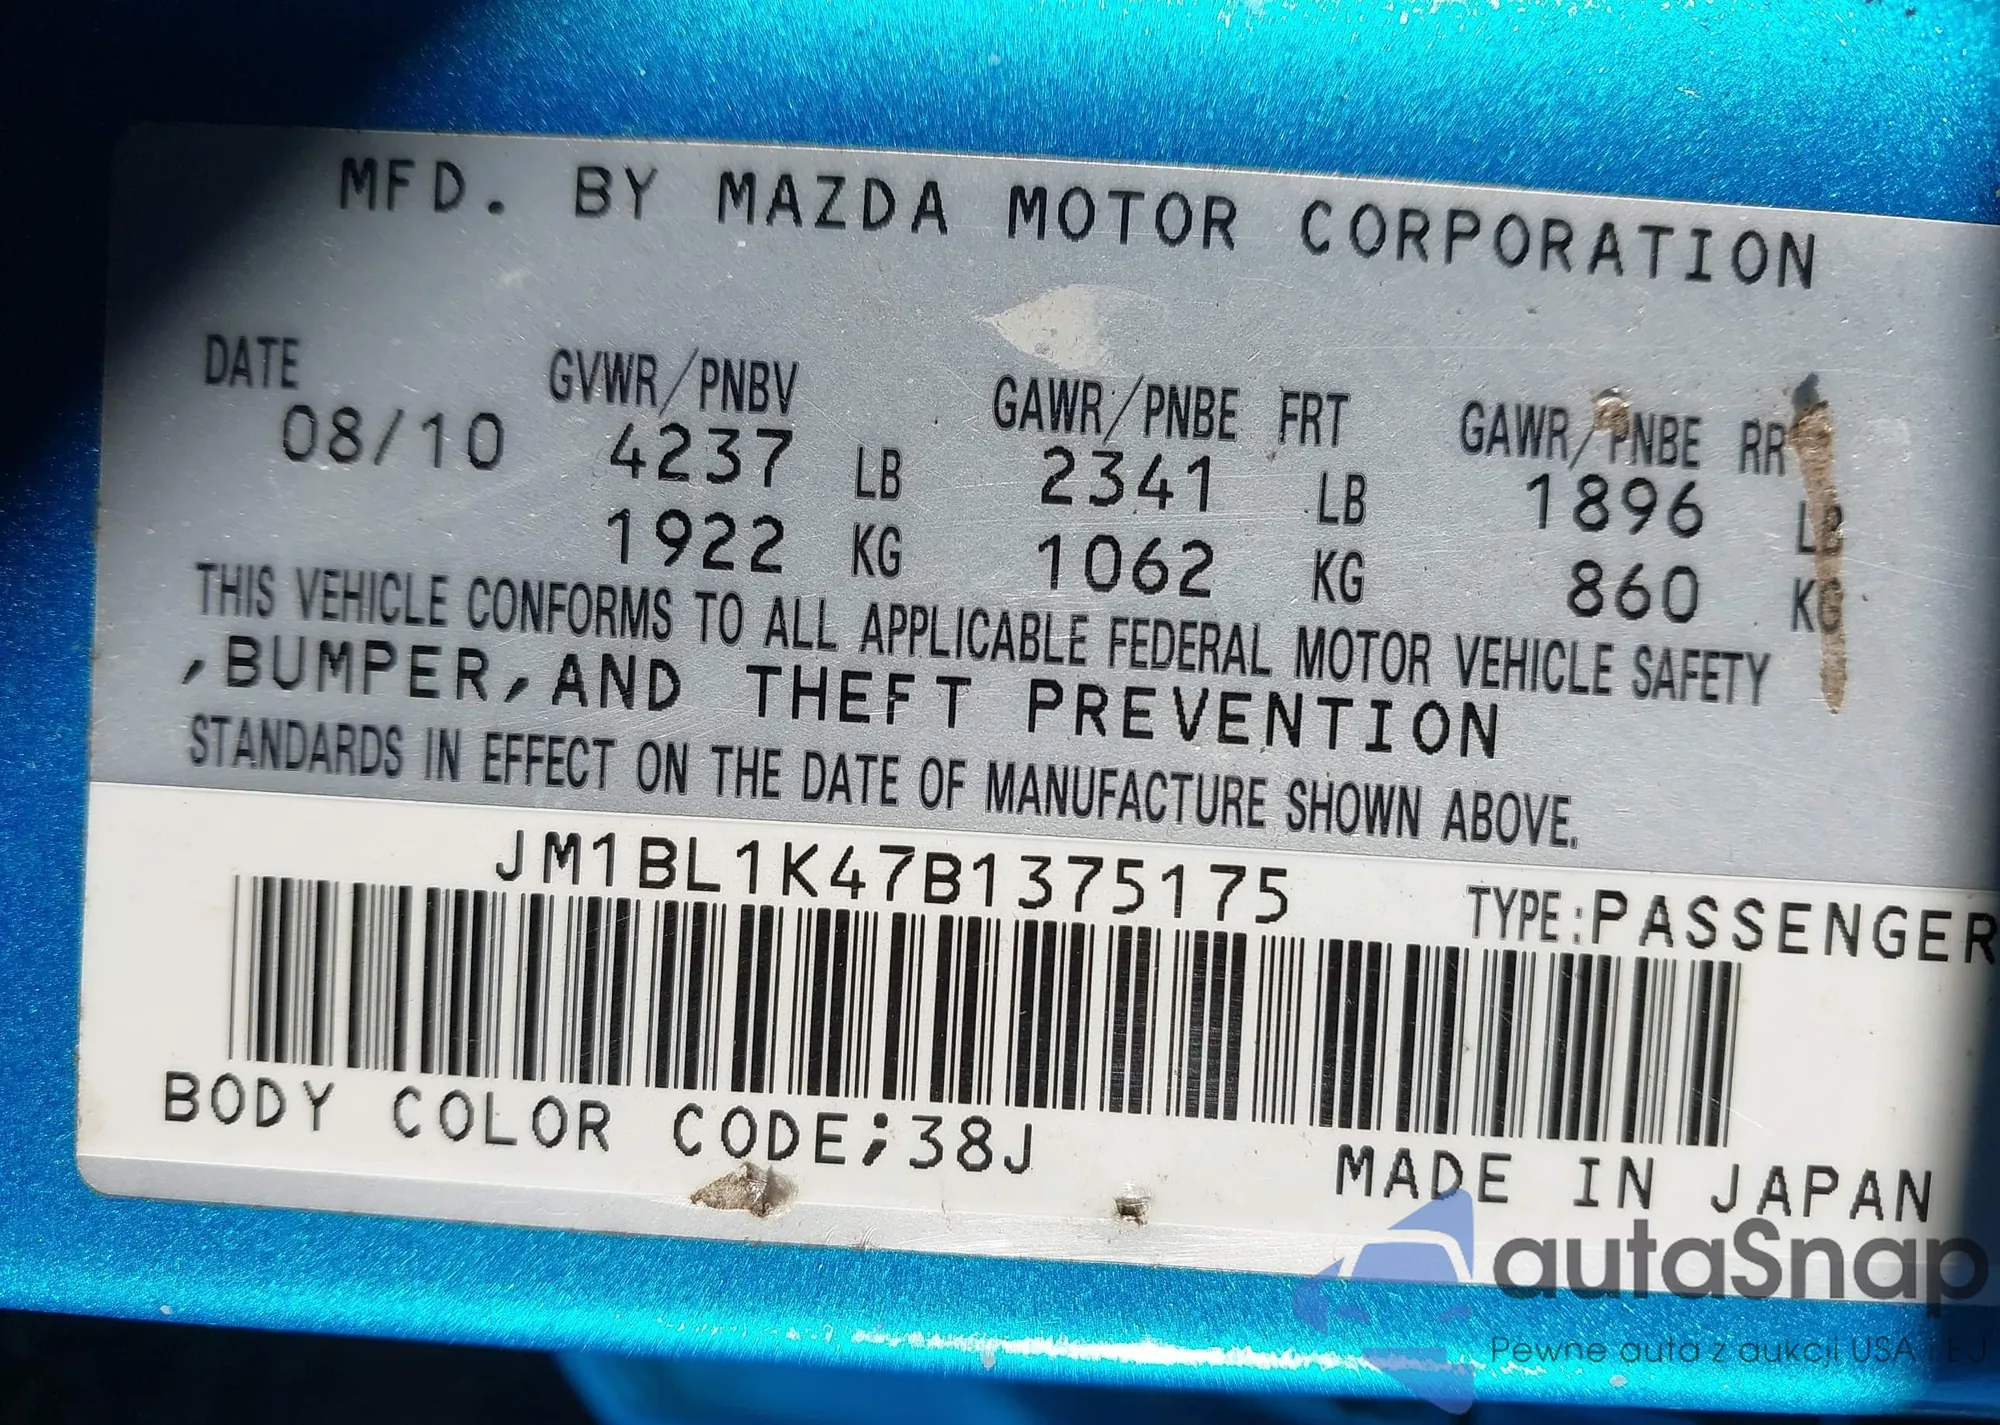 MFD. BY MAZDA MOTOR CORPORATION
DATE GVWR/PNBV GAWR/PNBE FRT GAWR/PNBE RR
08/10 4237 LB 2341 LB 1896 LB
1922 KG 1062 KG 860 KG
THIS VEHICLE CONFORMS TO ALL APPLICABLE FEDERAL MOTOR VEHICLE SAFETY
,BUMPER,AND THEFT PREVENTION
STANDARDS IN EFFECT ON THE DATE OF MANUFACTURE SHOWN ABOVE.
JM1BL1K47B1375175 TYPE:PASSENGER
BODY COLOR CODE;38J
MADE IN JAPAN
autaSnap
Pewne auta z aukcji USA i EJ